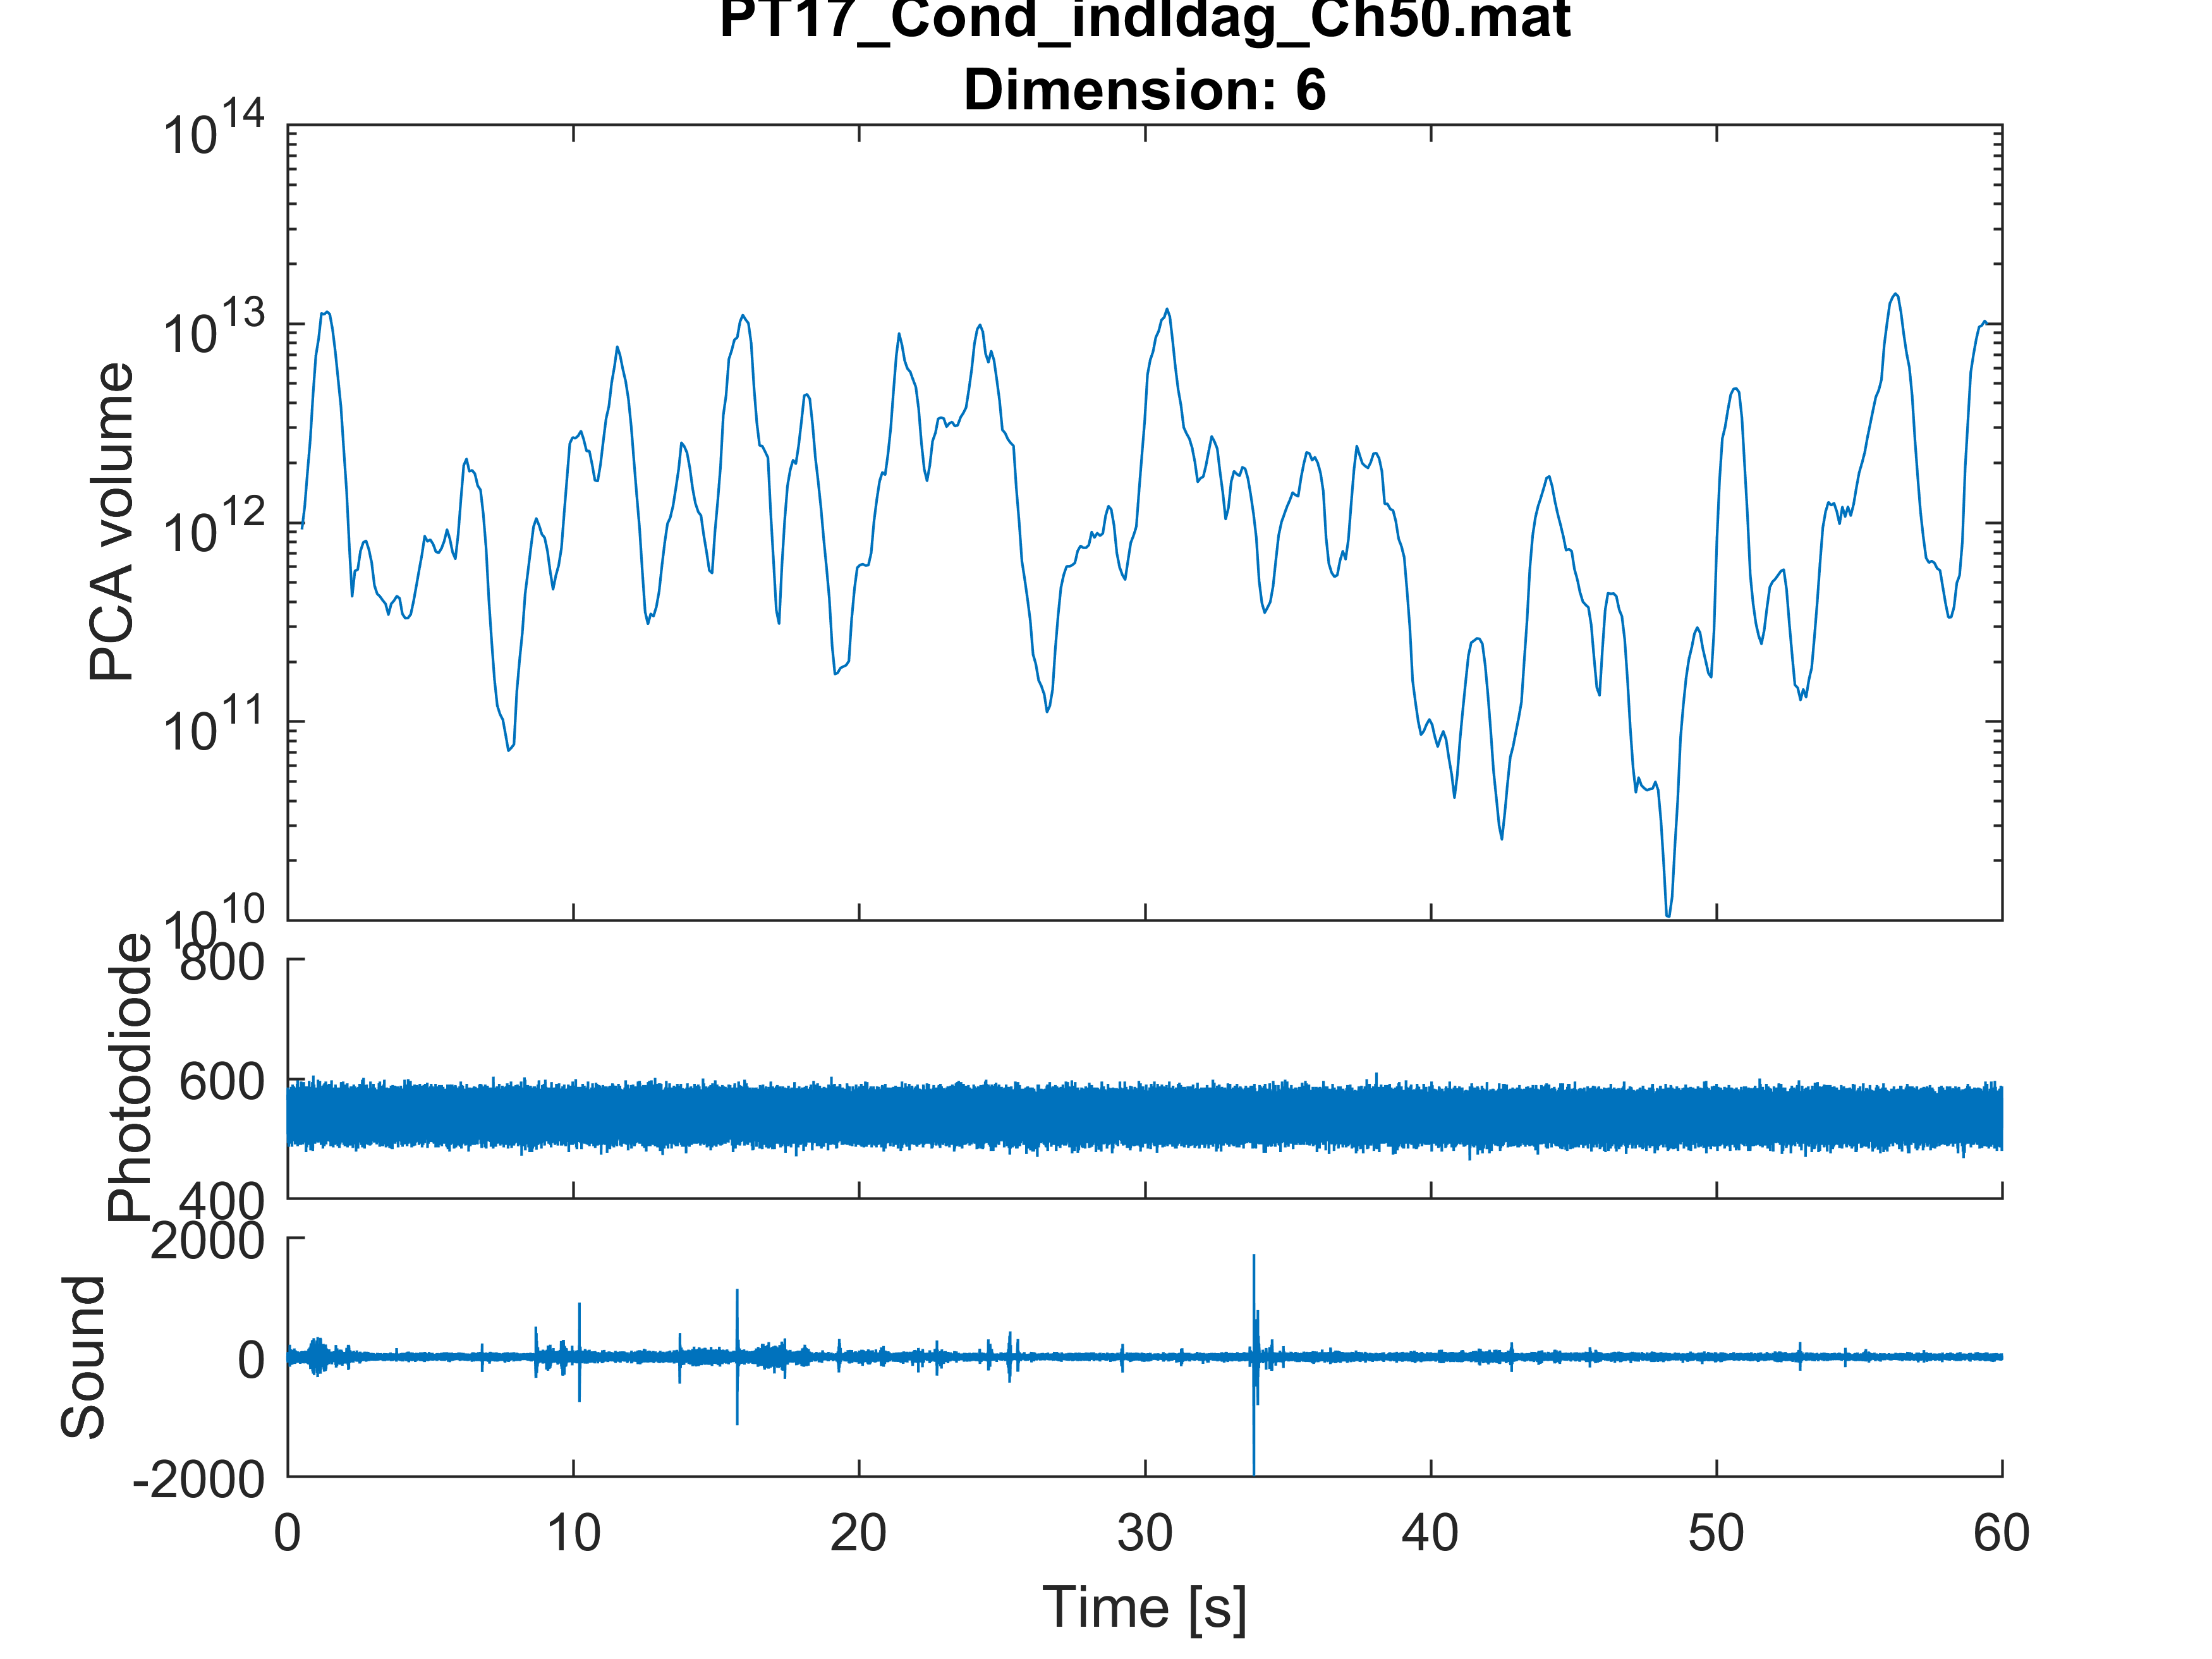 PT17_Cond_indIdag_Ch50.mat
Dimension: 6
10^14
10^13
10^12
10^11
10^10
PCA volume
800
600
400
Photodiode
2000
0
-2000
Sound
0 10 20 30 40 50 60
Time [s]